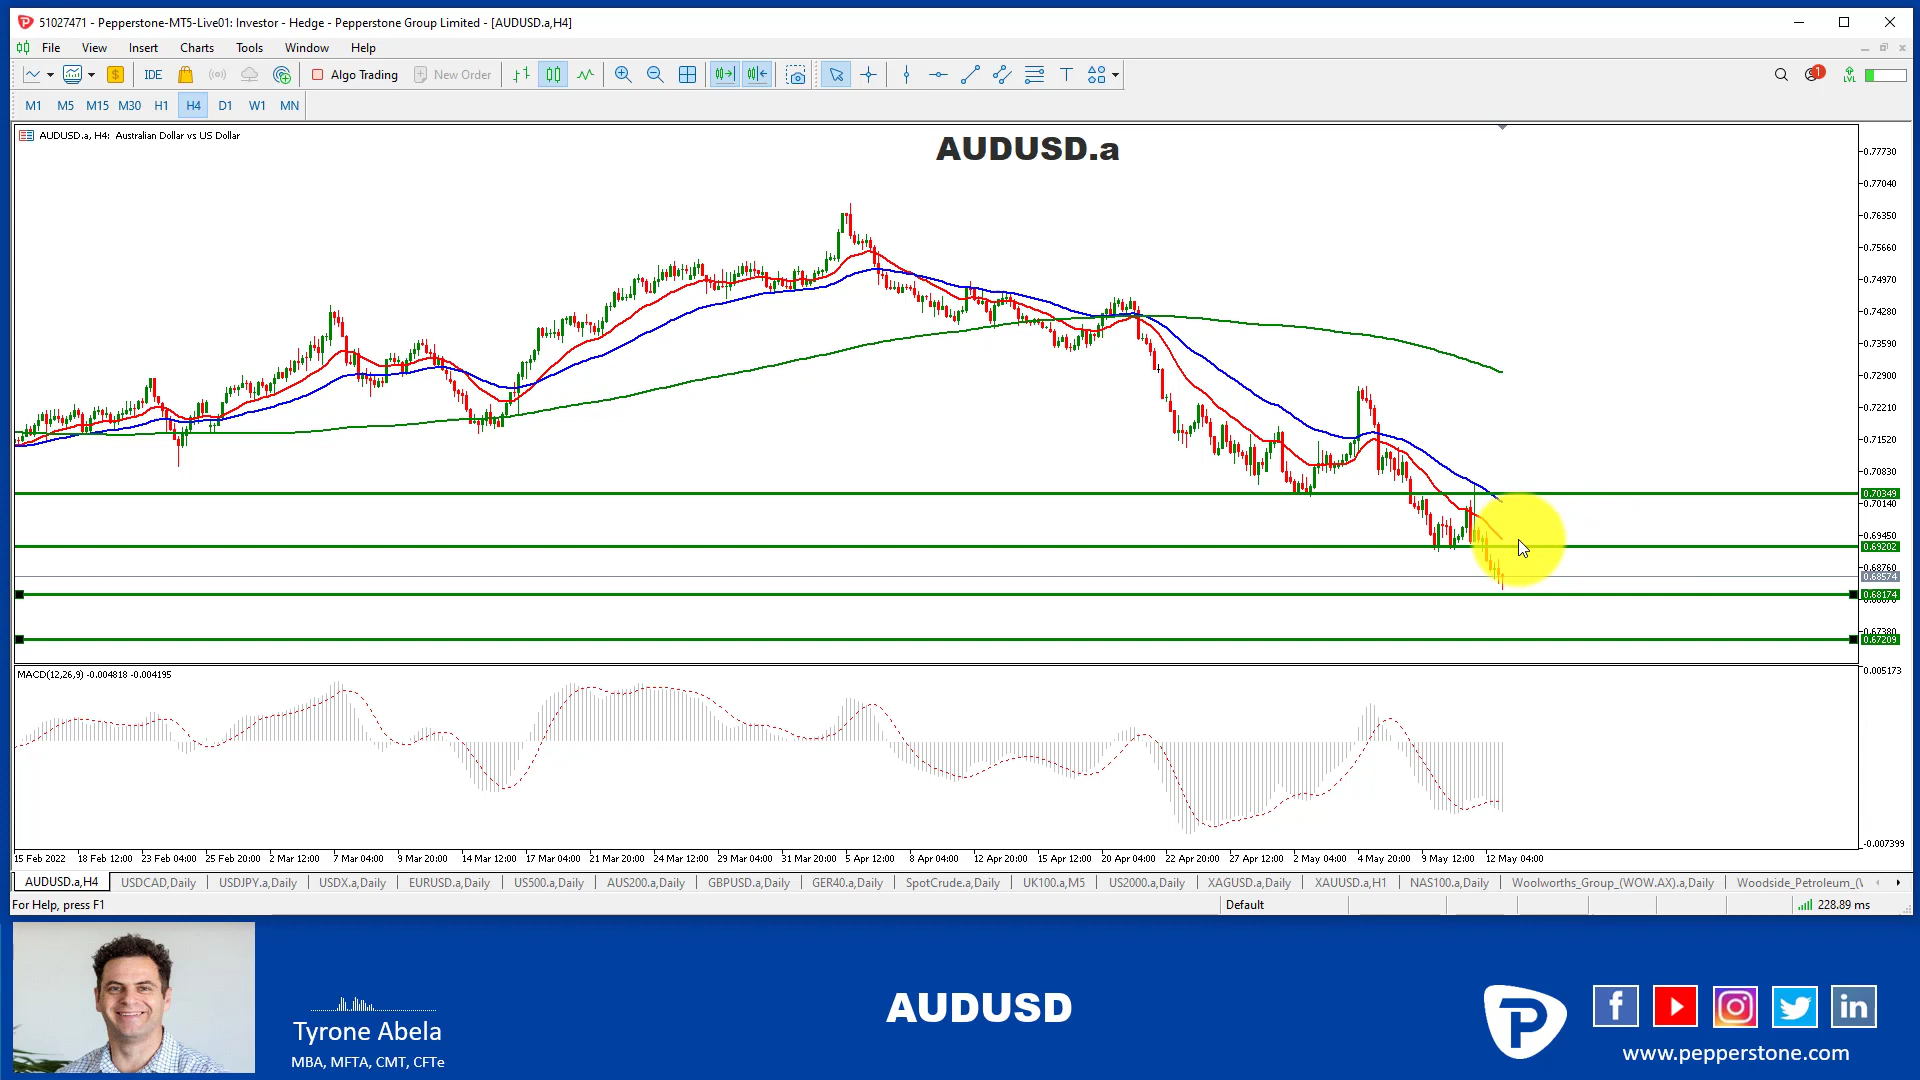 51027471 - Pepperstone-MT5-Live01: Investor - Hedge - Pepperstone Group Limited - [AUDUSD.a,H4]
File View Insert Charts Tools Window Help
IDE Algo Trading New Order 1 LVL
M1 M5 M15 M30 H1 H4 D1 W1 MN
AUDUSD.a, H4: Australian Dollar vs US Dollar
AUDUSD.a
0.77730
0.77040
0.76350
0.75660
0.74970
0.74280
0.73590
0.72900
0.72210
0.71520
0.70830
0.70349
0.70140
0.69450
0.69202
0.68760
0.68574
0.68174
0.67380
0.67209
MACD(12,26,9) -0.004818 -0.004195
0.005173
-0.007399
15 Feb 2022 18 Feb 12:00 23 Feb 04:00 25 Feb 20:00 2 Mar 12:00 7 Mar 04:00 9 Mar 20:00 14 Mar 12:00 17 Mar 04:00 21 Mar 20:00 24 Mar 12:00 29 Mar 04:00 31 Mar 20:00 5 Apr 12:00 8 Apr 04:00 12 Apr 20:00 15 Apr 12:00 20 Apr 04:00 22 Apr 20:00 27 Apr 12:00 2 May 04:00 4 May 20:00 9 May 12:00 12 May 04:00
AUDUSD.a,H4 USDCAD,Daily USDJPY.a,Daily USDX.a,Daily EURUSD.a,Daily US500.a,Daily AUS200.a,Daily GBPUSD.a,Daily GER40.a,Daily SpotCrude.a,Daily UK100.a,M5 US2000.a,Daily XAGUSD.a,Daily XAUUSD.a,H1 NAS100.a,Daily Woolworths_Group_(WOW.AX).a,Daily Woodside_Petroleum_(\
For Help, press F1 Default 228.89 ms
Tyrone Abela
MBA, MFTA, CMT, CFTe
AUDUSD
www.pepperstone.com